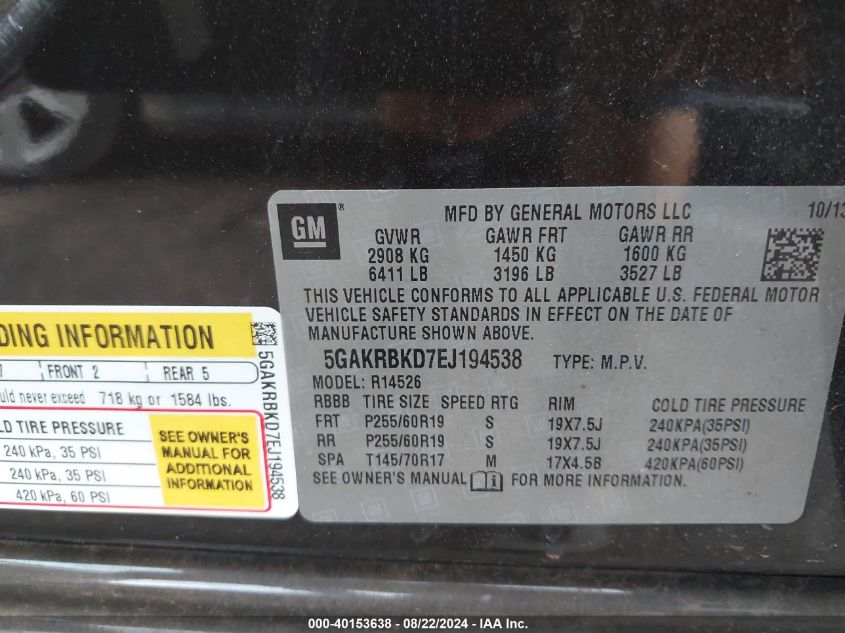 GM®
MFD BY GENERAL MOTORS LLC 10/13
GVWR GAWR FRT GAWR RR
2908 KG 1450 KG 1600 KG
6411 LB 3196 LB 3527 LB
THIS VEHICLE CONFORMS TO ALL APPLICABLE U.S. FEDERAL MOTOR
VEHICLE SAFETY STANDARDS IN EFFECT ON THE DATE OF
MANUFACTURE SHOWN ABOVE.
5GAKRBKD7EJ194538 TYPE: M.P.V.
MODEL: R14526
RBBB TIRE SIZE SPEED RTG RIM COLD TIRE PRESSURE
FRT P255/60R19 S 19X7.5J 240KPA(35PSI)
RR P255/60R19 S 19X7.5J 240KPA(35PSI)
SPA T145/70R17 M 17X4.5B 420KPA(60PSI)
SEE OWNER'S MANUAL FOR MORE INFORMATION.
DING INFORMATION
7 FRONT 2 REAR 5
ould never exceed 718 kg or 1584 lbs.
LD TIRE PRESSURE
240 kPa, 35 PSI
240 kPa, 35 PSI
420 kPa, 60 PSI
SEE OWNER'S
MANUAL FOR
ADDITIONAL
INFORMATION
5GAKRBKD7EJ194538
000-40153638 - 08/22/2024 - IAA Inc.